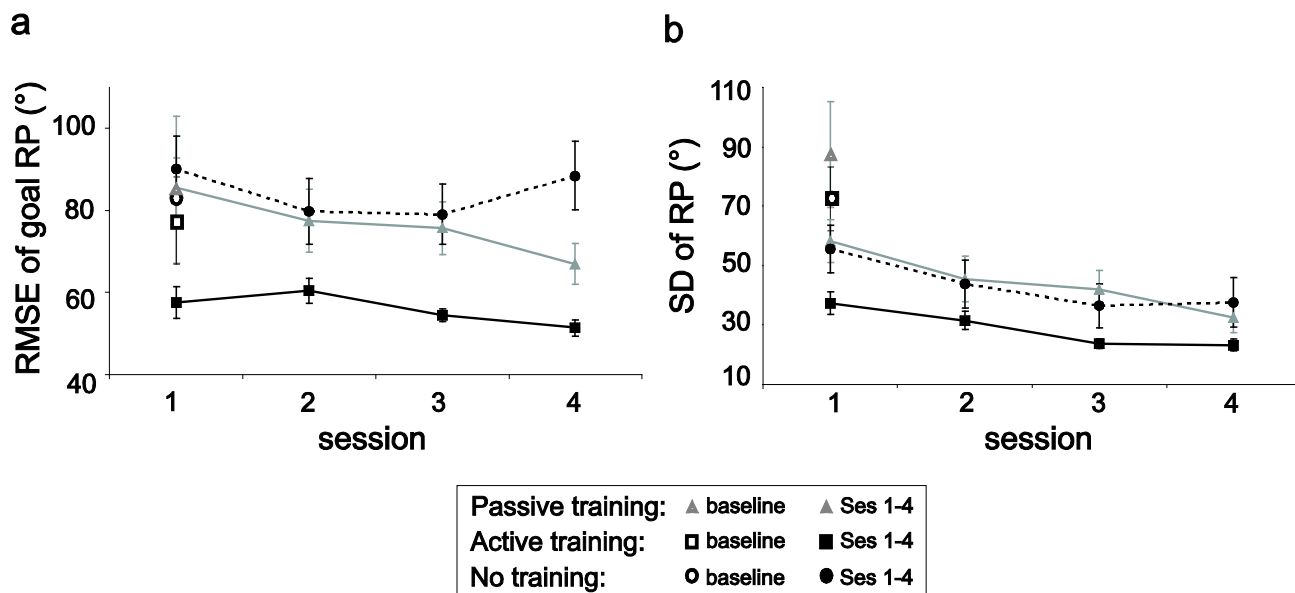 a
RMSE of goal RP (°)
100
80
60
40
1 2 3 4
session
b
SD of RP (°)
110
90
70
50
30
10
1 2 3 4
session
Passive training: baseline Ses 1-4
Active training: baseline Ses 1-4
No training: baseline Ses 1-4